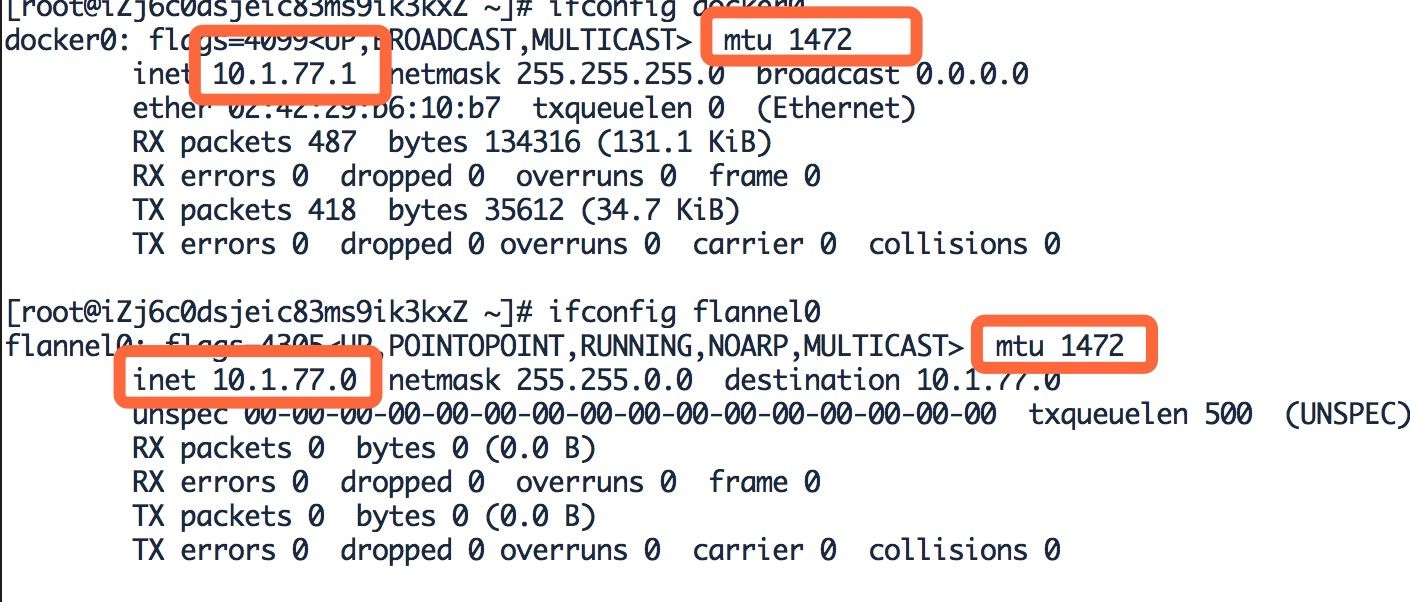 [root@iZj6c0dsjeic83ms9ik3kxZ ~]# ifconfig docker0
docker0: flags=4099<UP,BROADCAST,MULTICAST>  mtu 1472
        inet 10.1.77.1  netmask 255.255.255.0  broadcast 0.0.0.0
        ether 02:42:29:b6:10:b7  txqueuelen 0  (Ethernet)
        RX packets 487  bytes 134316 (131.1 KiB)
        RX errors 0  dropped 0  overruns 0  frame 0
        TX packets 418  bytes 35612 (34.7 KiB)
        TX errors 0  dropped 0 overruns 0  carrier 0  collisions 0

[root@iZj6c0dsjeic83ms9ik3kxZ ~]# ifconfig flannel0
flannel0: flags=4305<UP,POINTOPOINT,RUNNING,NOARP,MULTICAST>  mtu 1472
        inet 10.1.77.0  netmask 255.255.0.0  destination 10.1.77.0
        unspec 00-00-00-00-00-00-00-00-00-00-00-00-00-00-00-00  txqueuelen 500  (UNSPEC)
        RX packets 0  bytes 0 (0.0 B)
        RX errors 0  dropped 0  overruns 0  frame 0
        TX packets 0  bytes 0 (0.0 B)
        TX errors 0  dropped 0 overruns 0  carrier 0  collisions 0